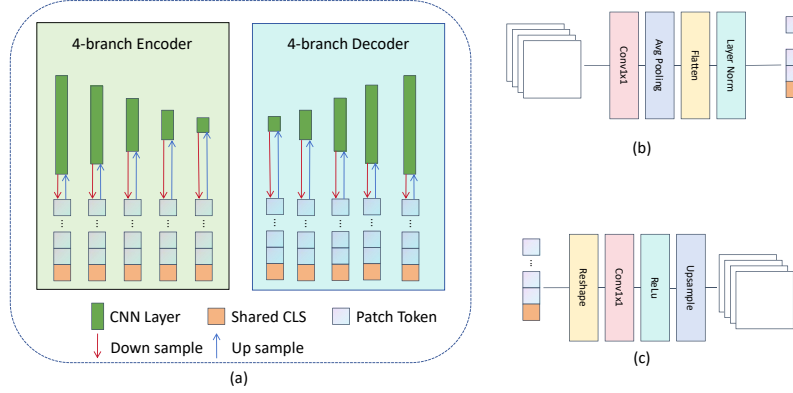 4-branch Encoder
4-branch Decoder
...
...
...
...
...
...
...
...
...
...
CNN Layer
Shared CLS
Patch Token
Down sample
Up sample
(a)
Conv1x1
Avg Pooling
Flatten
Layer Norm
(b)
...
Reshape
Conv1x1
ReLu
Upsample
(c)